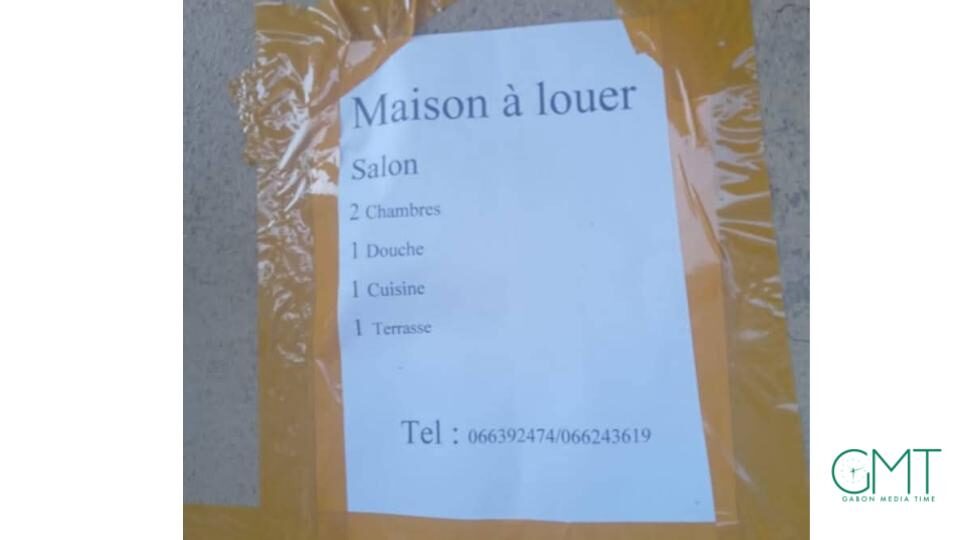 Maison à louer
Salon
2 Chambres
1 Douche
1 Cuisine
1 Terrasse
Tel : 066392474/066243619
GMT
GABON MEDIA TIME